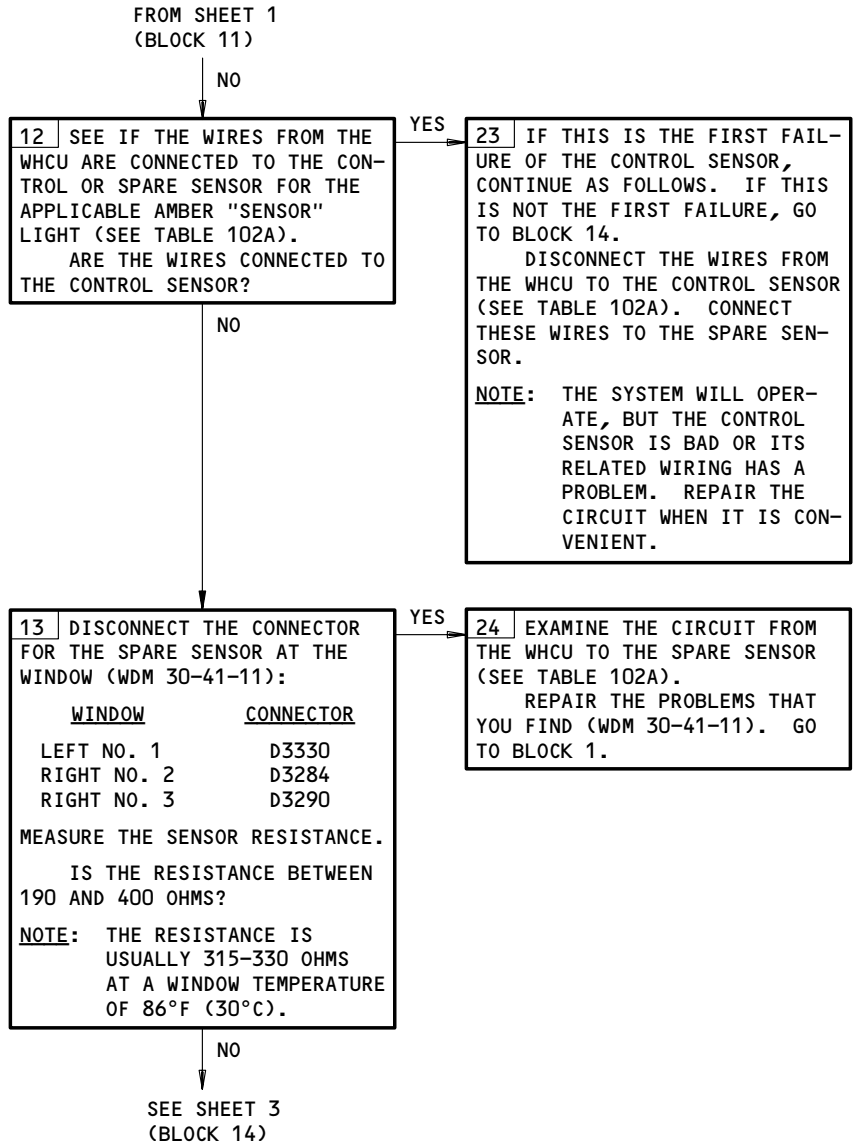 FROM SHEET 1
(BLOCK 11)
NO
12 SEE IF THE WIRES FROM THE
WHCU ARE CONNECTED TO THE CON-
TROL OR SPARE SENSOR FOR THE
APPLICABLE AMBER "SENSOR"
LIGHT (SEE TABLE 102A).
ARE THE WIRES CONNECTED TO
THE CONTROL SENSOR?
YES
23 IF THIS IS THE FIRST FAIL-
URE OF THE CONTROL SENSOR,
CONTINUE AS FOLLOWS. IF THIS
IS NOT THE FIRST FAILURE, GO
TO BLOCK 14.
DISCONNECT THE WIRES FROM
THE WHCU TO THE CONTROL SENSOR
(SEE TABLE 102A). CONNECT
THESE WIRES TO THE SPARE SEN-
SOR.
NOTE: THE SYSTEM WILL OPER-
ATE, BUT THE CONTROL
SENSOR IS BAD OR ITS
RELATED WIRING HAS A
PROBLEM. REPAIR THE
CIRCUIT WHEN IT IS CON-
VENIENT.
NO
13 DISCONNECT THE CONNECTOR
FOR THE SPARE SENSOR AT THE
WINDOW (WDM 30-41-11):
WINDOW CONNECTOR
LEFT NO. 1 D3330
RIGHT NO. 2 D3284
RIGHT NO. 3 D3290
MEASURE THE SENSOR RESISTANCE.
IS THE RESISTANCE BETWEEN
190 AND 400 OHMS?
NOTE: THE RESISTANCE IS
USUALLY 315-330 OHMS
AT A WINDOW TEMPERATURE
OF 86°F (30°C).
YES
24 EXAMINE THE CIRCUIT FROM
THE WHCU TO THE SPARE SENSOR
(SEE TABLE 102A).
REPAIR THE PROBLEMS THAT
YOU FIND (WDM 30-41-11). GO
TO BLOCK 1.
NO
SEE SHEET 3
(BLOCK 14)